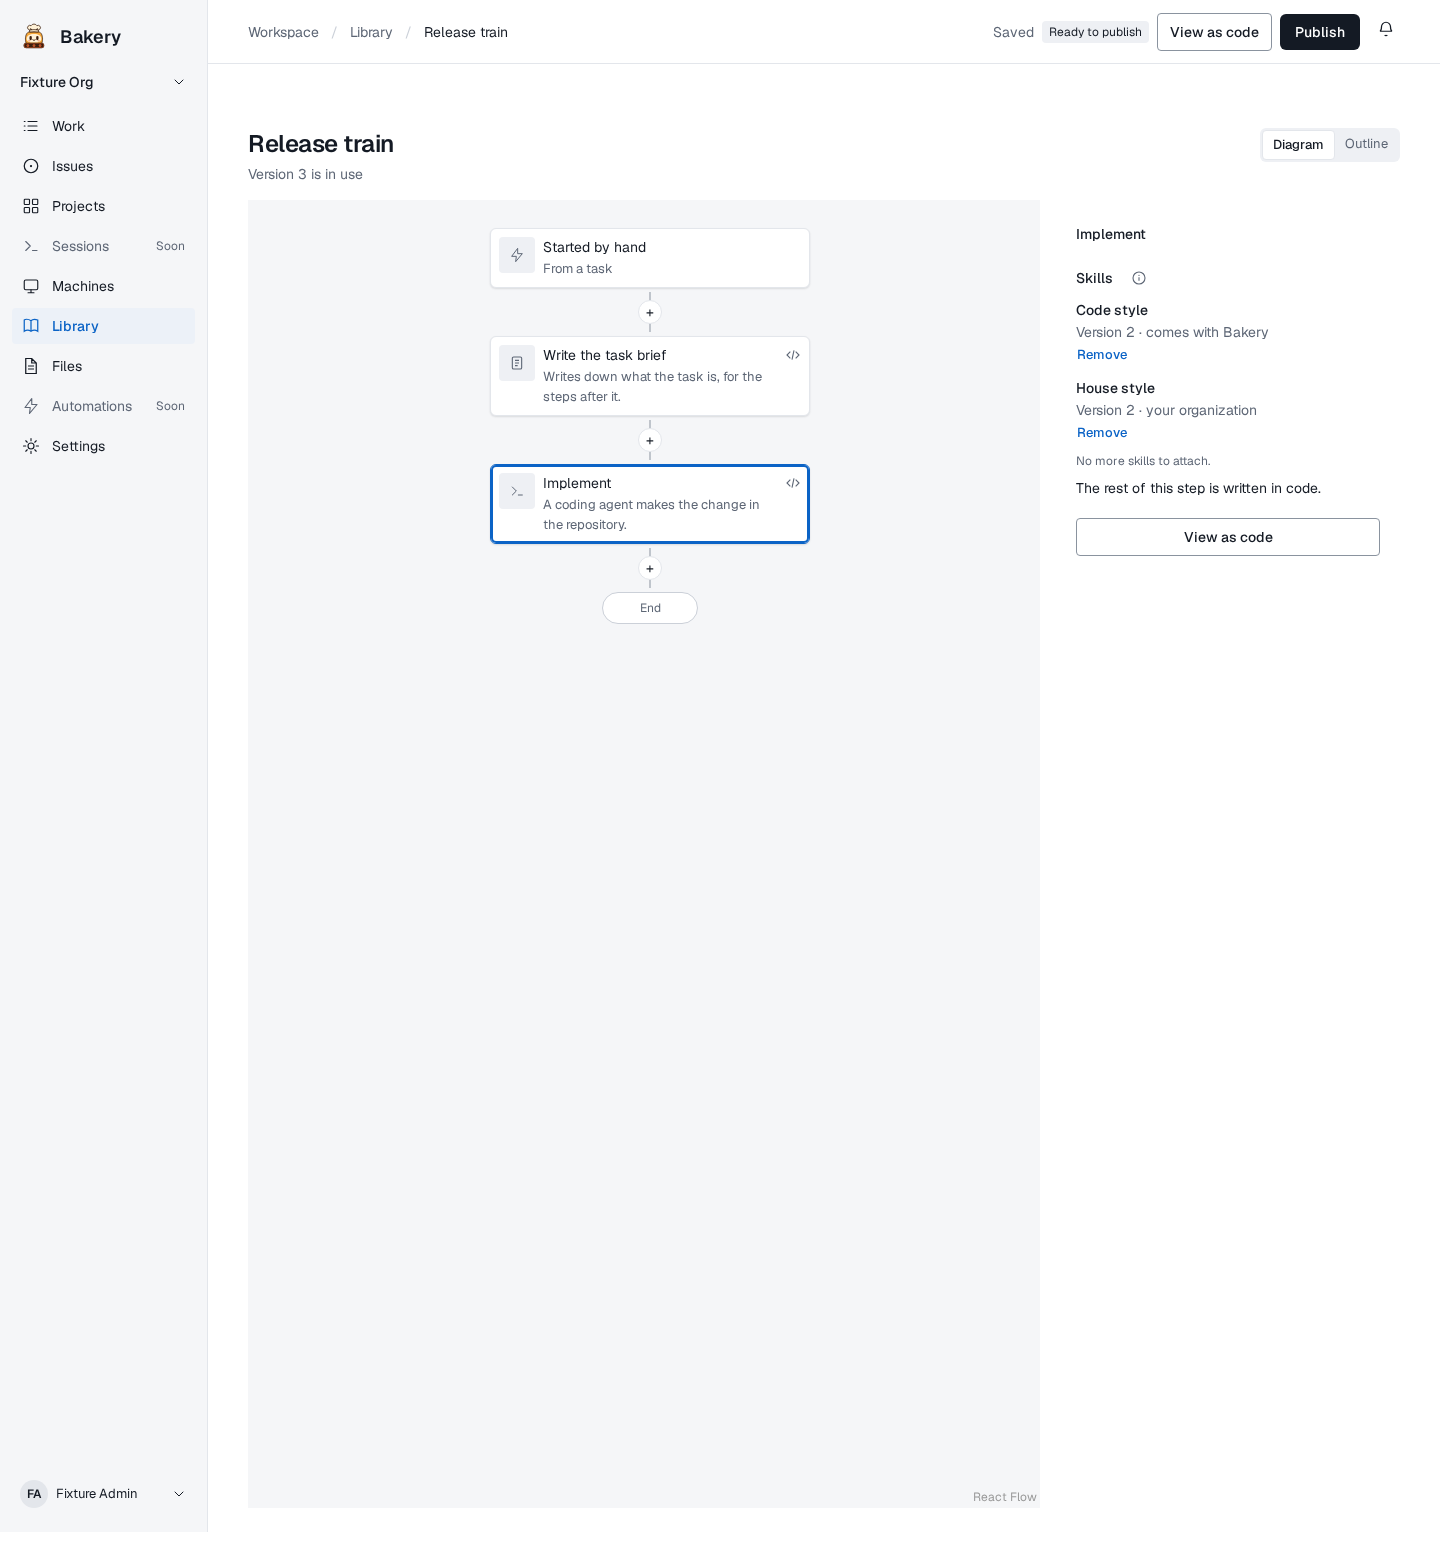 Bakery
Fixture Org
Work
Issues
Projects
Sessions Soon
Machines
Library
Files
Automations Soon
Settings
FA Fixture Admin
Workspace / Library / Release train
Saved Ready to publish View as code Publish
Release train
Version 3 is in use
Diagram Outline
Started by hand
From a task
+
Write the task brief
Writes down what the task is, for the
steps after it.
+
Implement
A coding agent makes the change in
the repository.
+
End
React Flow
Implement
Skills
Code style
Version 2 · comes with Bakery
Remove
House style
Version 2 · your organization
Remove
No more skills to attach.
The rest of this step is written in code.
View as code